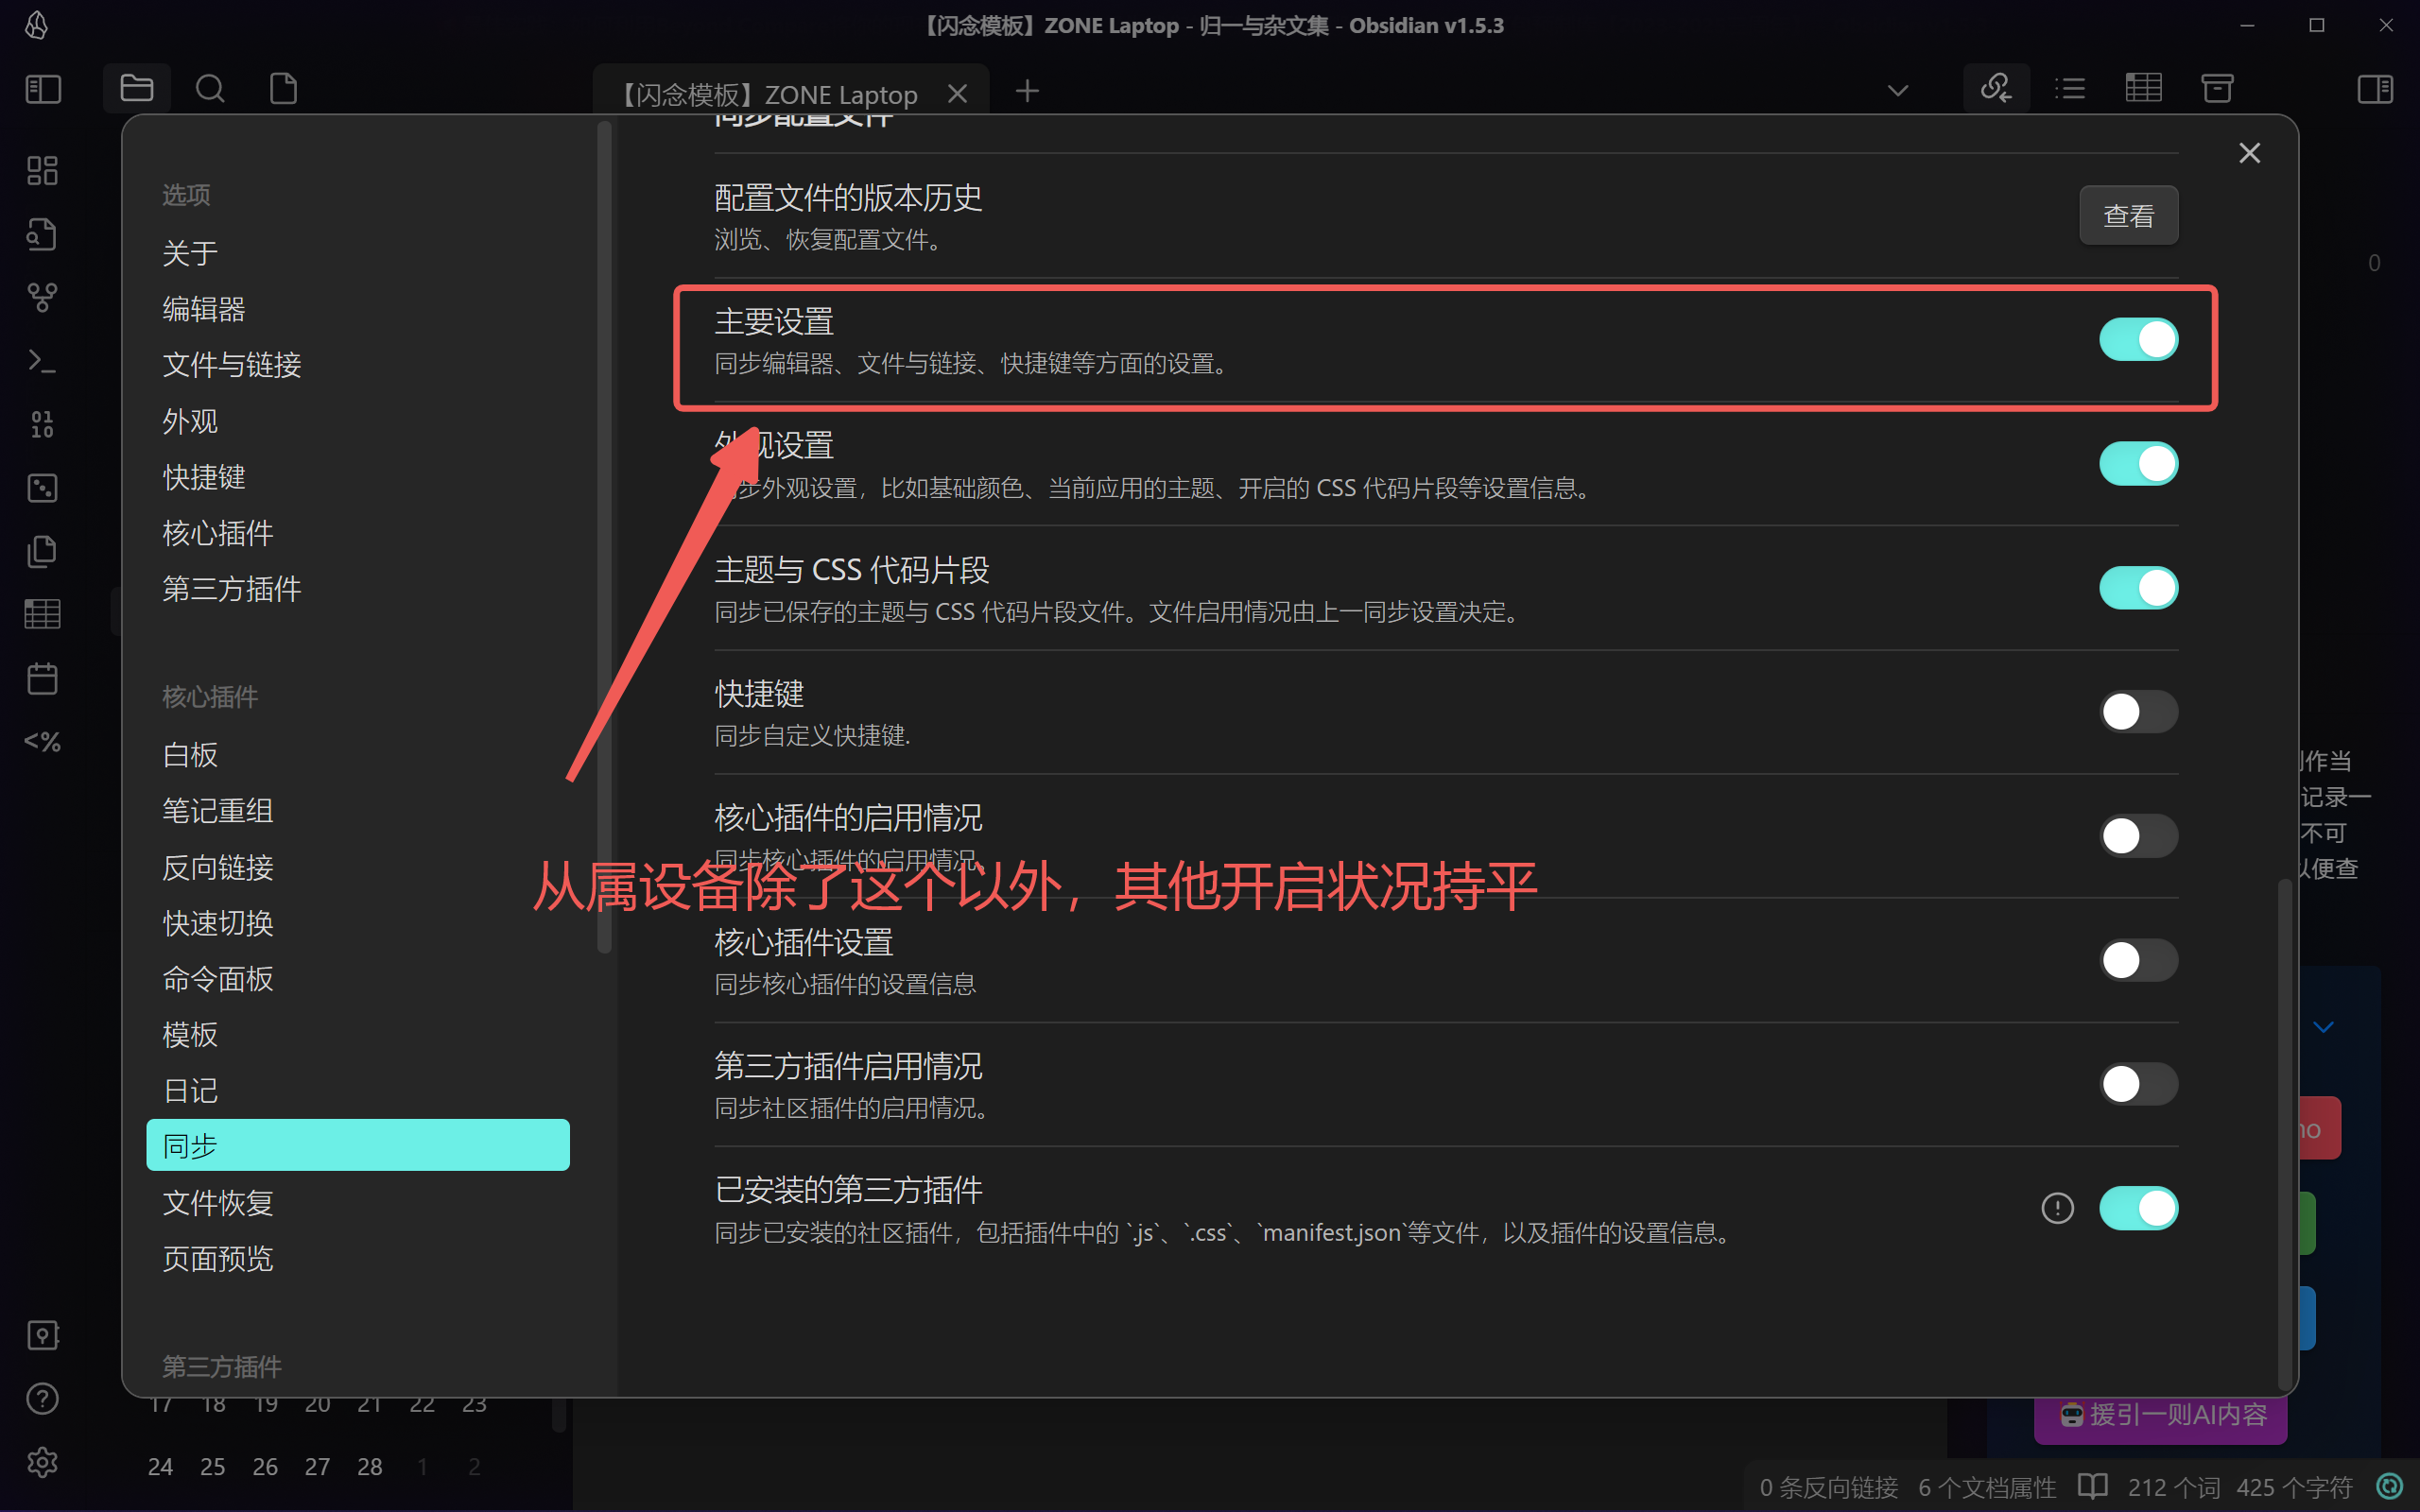 【闪念模板】ZONE Laptop - 归一与杂文集 - Obsidian v1.5.3
【闪念模板】ZONE Laptop
选项
关于
编辑器
文件与链接
外观
快捷键
核心插件
第三方插件
核心插件
白板
笔记重组
反向链接
快速切换
命令面板
模板
日记
同步
文件恢复
页面预览
第三方插件
同步配置文件
配置文件的版本历史
浏览、恢复配置文件。
查看
主要设置
同步编辑器、文件与链接、快捷键等方面的设置。
外观设置
同步外观设置，比如基础颜色、当前应用的主题、开启的 CSS 代码片段等设置信息。
主题与 CSS 代码片段
同步已保存的主题与 CSS 代码片段文件。文件启用情况由上一同步设置决定。
快捷键
同步自定义快捷键.
核心插件的启用情况
同步核心插件的启用情况。
从属设备除了这个以外，其他开启状况持平
核心插件设置
同步核心插件的设置信息
第三方插件启用情况
同步社区插件的启用情况。
已安装的第三方插件
同步已安装的社区插件，包括插件中的 `.js`、`.css`、`manifest.json`等文件，以及插件的设置信息。
0
作当
记录一
不可
以便查
no
援引一则AI内容
17 18 19 20 21 22 23
24 25 26 27 28 1 2
0 条反向链接 6 个文档属性 212 个词 425 个字符